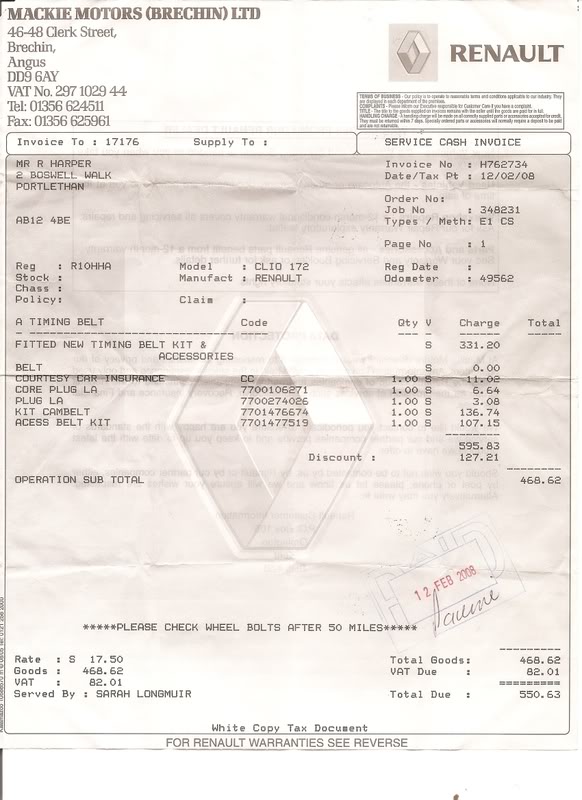 MACKIE MOTORS (BRECHIN) LTD
46-48 Clerk Street,
Brechin,
Angus
DD9 6AY
VAT No. 297 1029 44
Tel: 01356 624511
Fax: 01356 625961
RENAULT
Invoice To : 17176 Supply To :
SERVICE CASH INVOICE
MR R HARPER
2 BOSWELL WALK
PORTLETHAN
AB12 4BE
Invoice No : H762734
Date/Tax Pt : 12/02/08
Order No:
Job No : 348231
Types / Meth: E1 CS
Page No : 1
Reg : R10HHA Model : CLIO 172 Reg Date :
Stock : Manufact : RENAULT Odometer : 49562
Chass :
Policy: Claim :
A TIMING BELT Code Qty V Charge Total
FITTED NEW TIMING BELT KIT & S 331.20
ACCESSORIES
BELT S 0.00
COURTESY CAR INSURANCE CC 1.00 S 11.02
CORE PLUG LA 7700106271 1.00 S 6.64
PLUG LA 7700274026 1.00 S 3.08
KIT CAMBELT 7701476674 1.00 S 136.74
ACESS BELT KIT 7701477519 1.00 S 107.15
595.83
Discount : 127.21
OPERATION SUB TOTAL 468.62
12 FEB 2008
*****PLEASE CHECK WHEEL BOLTS AFTER 50 MILES*****
Rate : S 17.50
Goods : 468.62
VAT : 82.01
Served By : SARAH LONGMUIR
Total Goods: 468.62
VAT Due : 82.01
Total Due : 550.63
White Copy Tax Document
FOR RENAULT WARRANTIES SEE REVERSE